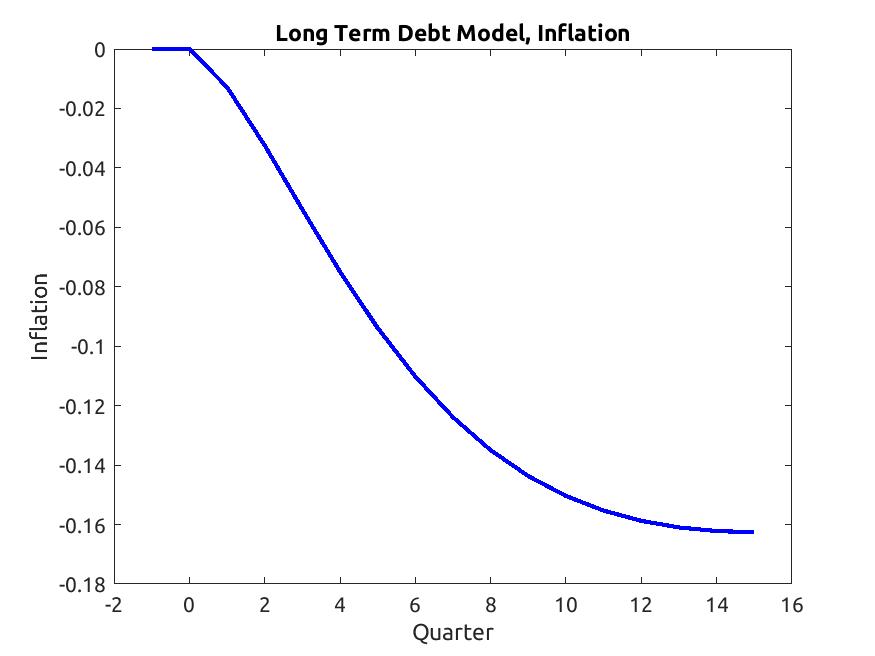 Long Term Debt Model, Inflation
0
-0.02
-0.04
-0.06
-0.08
-0.1
-0.12
-0.14
-0.16
-0.18
Inflation
-2 0 2 4 6 8 10 12 14 16
Quarter